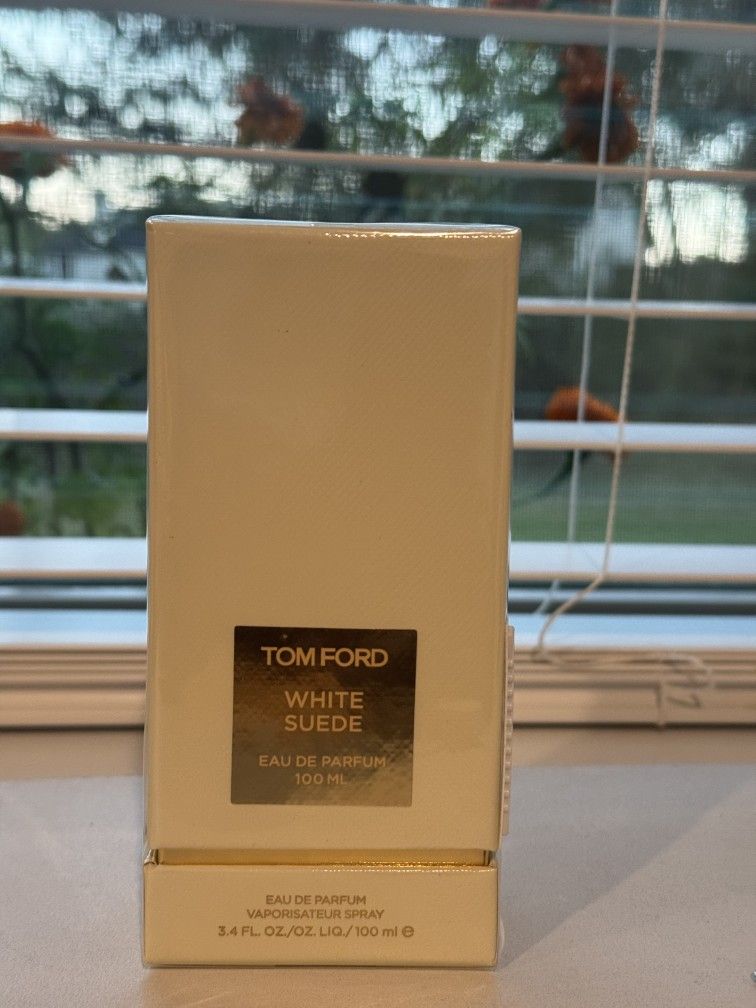 TOM FORD
WHITE
SUEDE
EAU DE PARFUM
100 ML
EAU DE PARFUM
VAPORISATEUR SPRAY
3.4 FL. OZ./OZ. LIQ./100 ml ℮